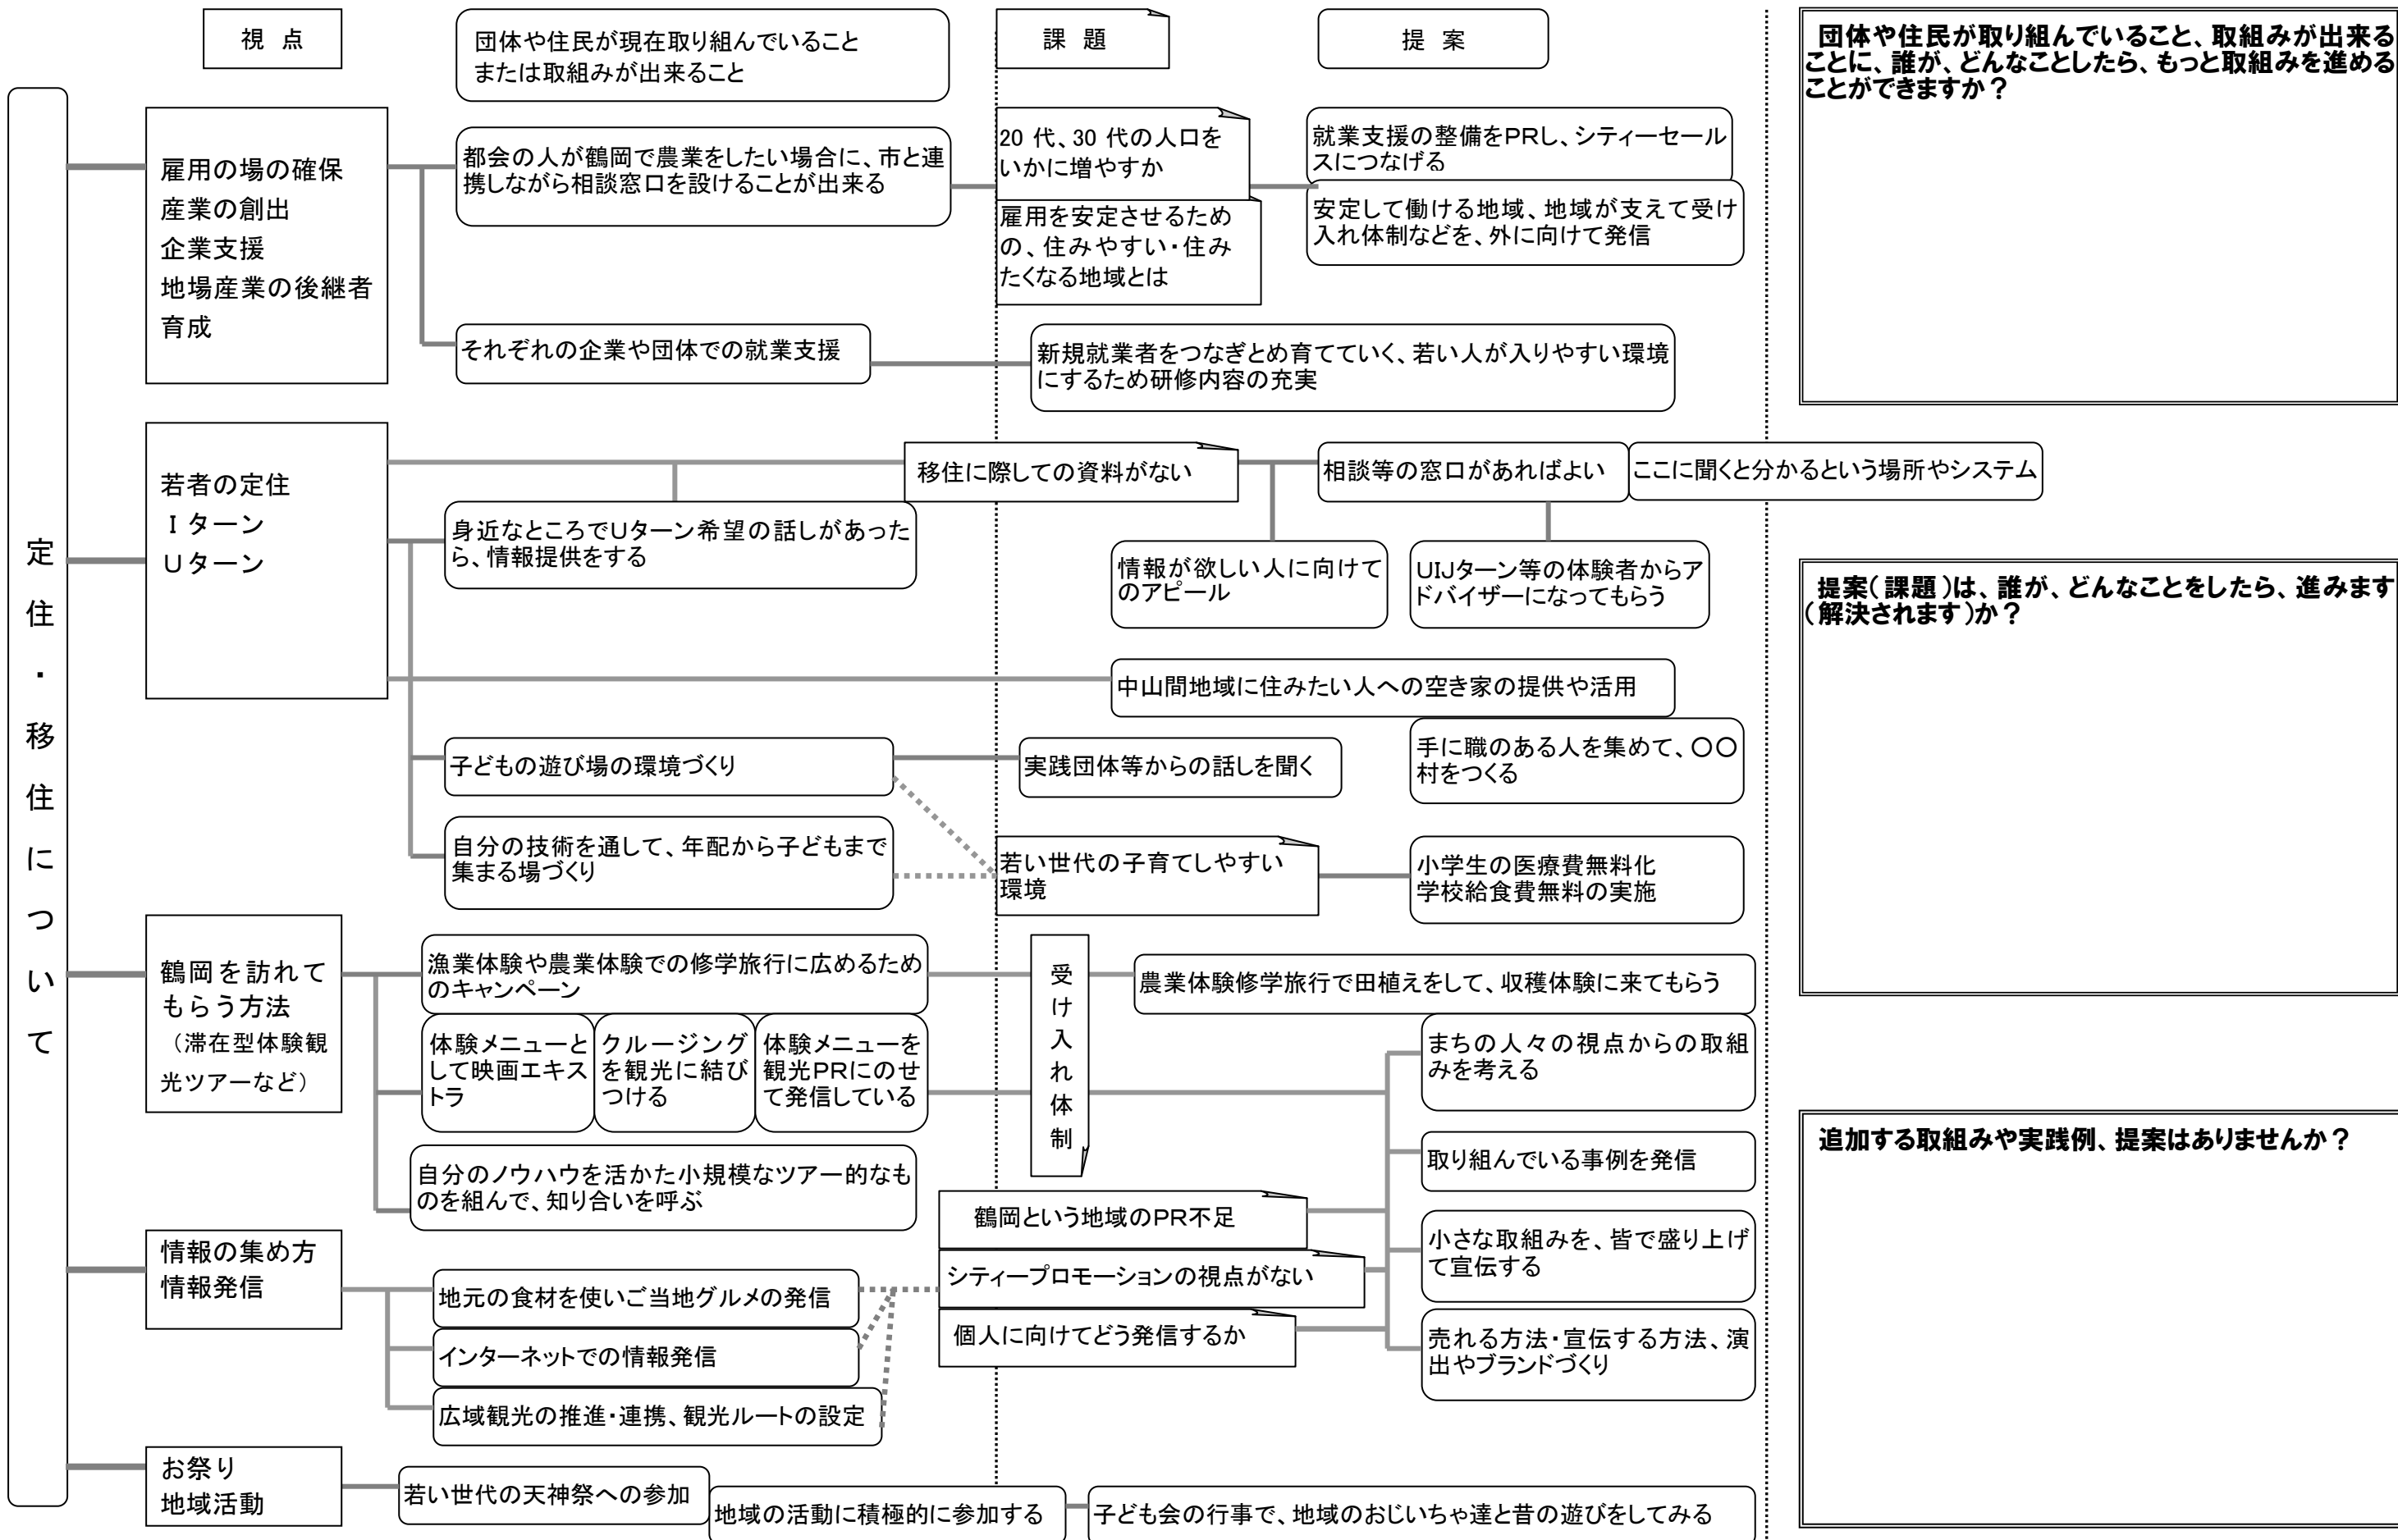 視 点
団体や住民が現在取り組んでいること
または取組みが出来ること
課 題
提 案
定住・移住について
雇用の場の確保
産業の創出
企業支援
地場産業の後継者
育成
都会の人が鶴岡で農業をしたい場合に、市と連
携しながら相談窓口を設けることが出来る
20 代、30 代の人口を
いかに増やすか
雇用を安定させるため
の、住みやすい・住み
たくなる地域とは
就業支援の整備をPRし、シティーセール
スにつなげる
安定して働ける地域、地域が支えて受け
入れ体制などを、外に向けて発信
それぞれの企業や団体での就業支援
新規就業者をつなぎとめ育てていく、若い人が入りやすい環境
にするため研修内容の充実
若者の定住
Ｉターン
Ｕターン
移住に際しての資料がない
相談等の窓口があればよい
ここに聞くと分かるという場所やシステム
身近なところでUターン希望の話しがあった
ら、情報提供をする
情報が欲しい人に向けて
のアピール
UIJターン等の体験者からア
ドバイザーになってもらう
中山間地域に住みたい人への空き家の提供や活用
子どもの遊び場の環境づくり
実践団体等からの話しを聞く
手に職のある人を集めて、〇〇
村をつくる
自分の技術を通して、年配から子どもまで
集まる場づくり
若い世代の子育てしやすい
環境
小学生の医療費無料化
学校給食費無料の実施
鶴岡を訪れて
もらう方法
（滞在型体験観
光ツアーなど）
漁業体験や農業体験での修学旅行に広めるため
のキャンペーン
受け入れ体制
農業体験修学旅行で田植えをして、収穫体験に来てもらう
体験メニューと
して映画エキス
トラ
クルージング
を観光に結び
つける
体験メニューを
観光PRにのせ
て発信している
まちの人々の視点からの取組
みを考える
自分のノウハウを活かた小規模なツアー的なも
のを組んで、知り合いを呼ぶ
取り組んでいる事例を発信
鶴岡という地域のPR不足
小さな取組みを、皆で盛り上げ
て宣伝する
情報の集め方
情報発信
シティープロモーションの視点がない
地元の食材を使いご当地グルメの発信
個人に向けてどう発信するか
インターネットでの情報発信
売れる方法・宣伝する方法、演
出やブランドづくり
広域観光の推進・連携、観光ルートの設定
お祭り
地域活動
若い世代の天神祭への参加
地域の活動に積極的に参加する
子ども会の行事で、地域のおじいちゃ達と昔の遊びをしてみる
団体や住民が取り組んでいること、取組みが出来る
ことに、誰が、どんなことしたら、もっと取組みを進める
ことができますか？
提案（課題）は、誰が、どんなことをしたら、進みます
（解決されます）か？
追加する取組みや実践例、提案はありませんか？